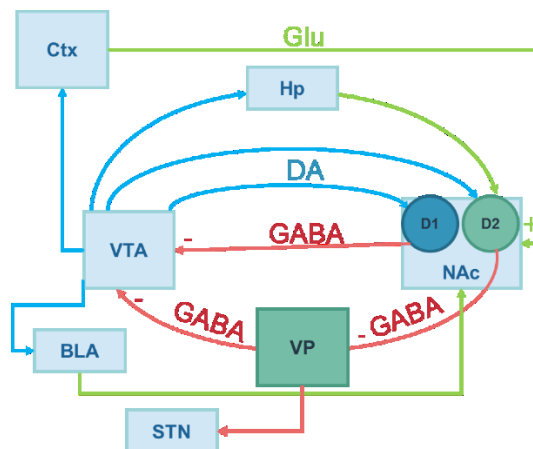 Ctx
Glu
Hp
DA
D1
D2
+
VTA
-
GABA
NAc
-
GABA
-
GABA
VP
BLA
STN